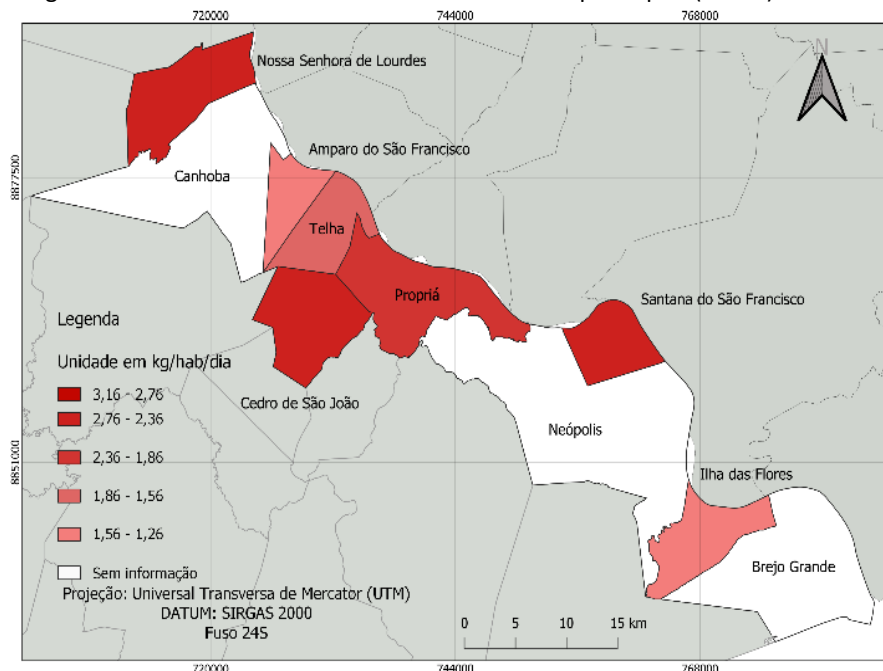 720000
744000
768000
N
Nossa Senhora de Lourdes
Amparo do São Francisco
8877500
8877500
Canhoba
Telha
Propriá
Santana do São Francisco
Legenda
Unidade em kg/hab/dia
3,16 - 2,76
2,76 - 2,36
2,36 - 1,86
1,86 - 1,56
1,56 - 1,26
Sem informação
Cedro de São João
Neópolis
8851000
8851000
Ilha das Flores
Brejo Grande
Projeção: Universal Transversa de Mercator (UTM)
DATUM: SIRGAS 2000
Fuso 24S
0 5 10 15 km
720000
744000
768000